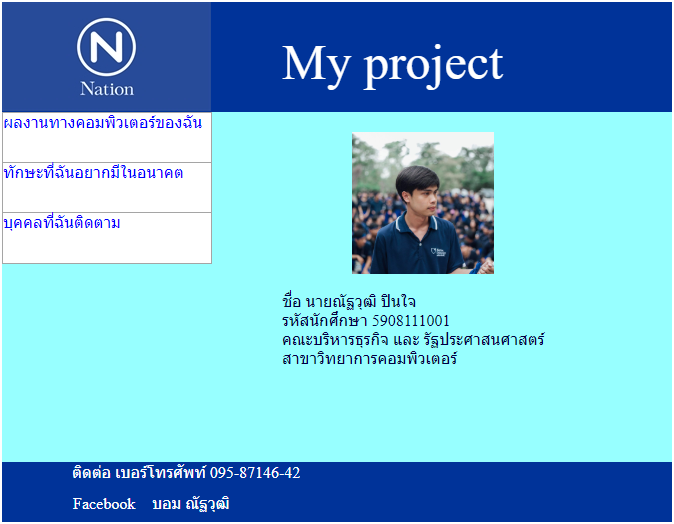 N
Nation
My project
ผลงานทางคอมพิวเตอร์ของฉัน
ทักษะที่ฉันอยากมีในอนาคต
บุคคลที่ฉันติดตาม
ชื่อ นายณัฐวุฒิ ปินใจ
รหัสนักศึกษา 5908111001
คณะบริหารธุรกิจ และ รัฐประศาสนศาสตร์
สาขาวิทยาการคอมพิวเตอร์
ติดต่อ เบอร์โทรศัพท์ 095-87146-42
Facebook บอม ณัฐวุฒิ